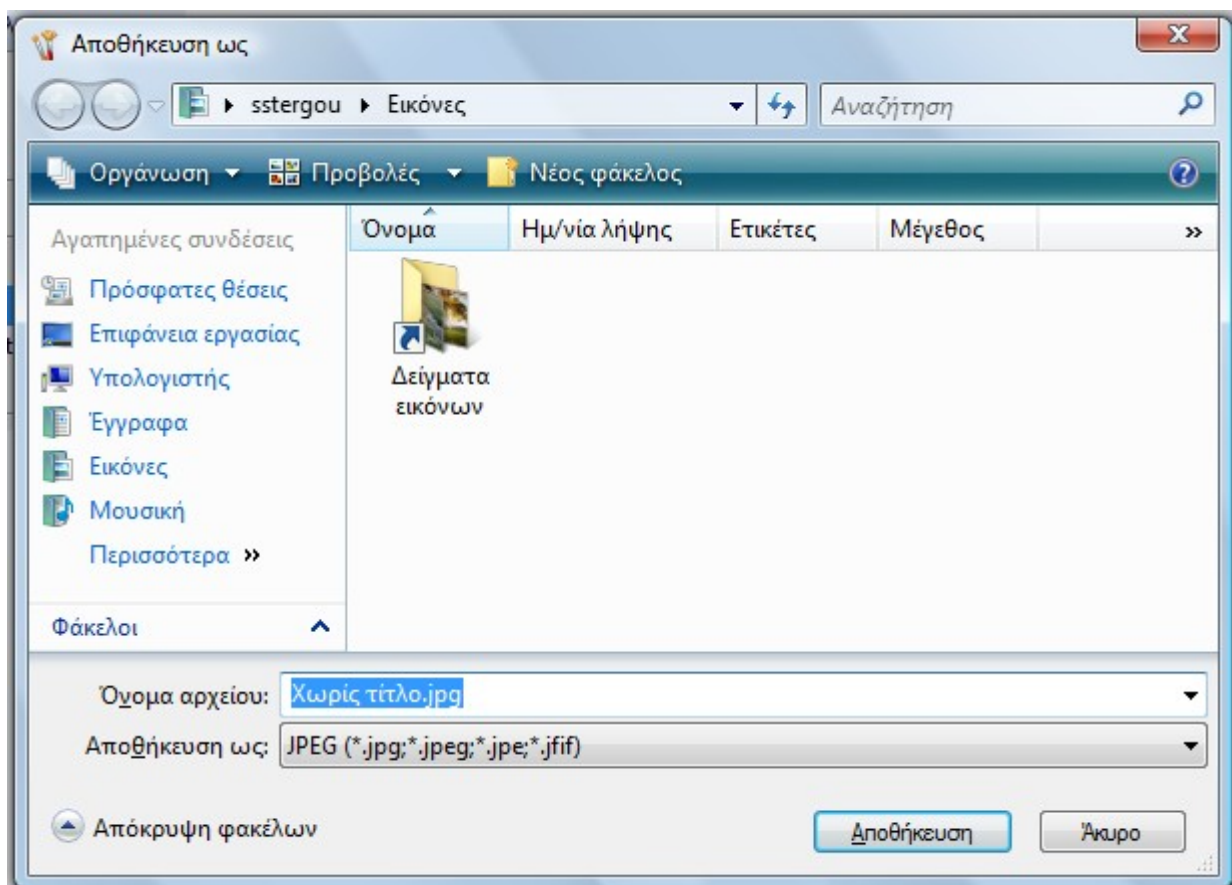 Αποθήκευση ως
sstergou ▸ Εικόνες
Αναζήτηση
Οργάνωση Προβολές Νέος φάκελος
Αγαπημένες συνδέσεις
Όνομα Ημ/νία λήψης Ετικέτες Μέγεθος »
Πρόσφατες θέσεις
Επιφάνεια εργασίας
Υπολογιστής
Έγγραφα
Εικόνες
Μουσική
Περισσότερα »
Φάκελοι
Δείγματα
εικόνων
Όνομα αρχείου: Χωρίς τίτλο.jpg
Αποθήκευση ως: JPEG (*.jpg;*.jpeg;*.jpe;*.jfif)
Απόκρυψη φακέλων
Αποθήκευση Άκυρο